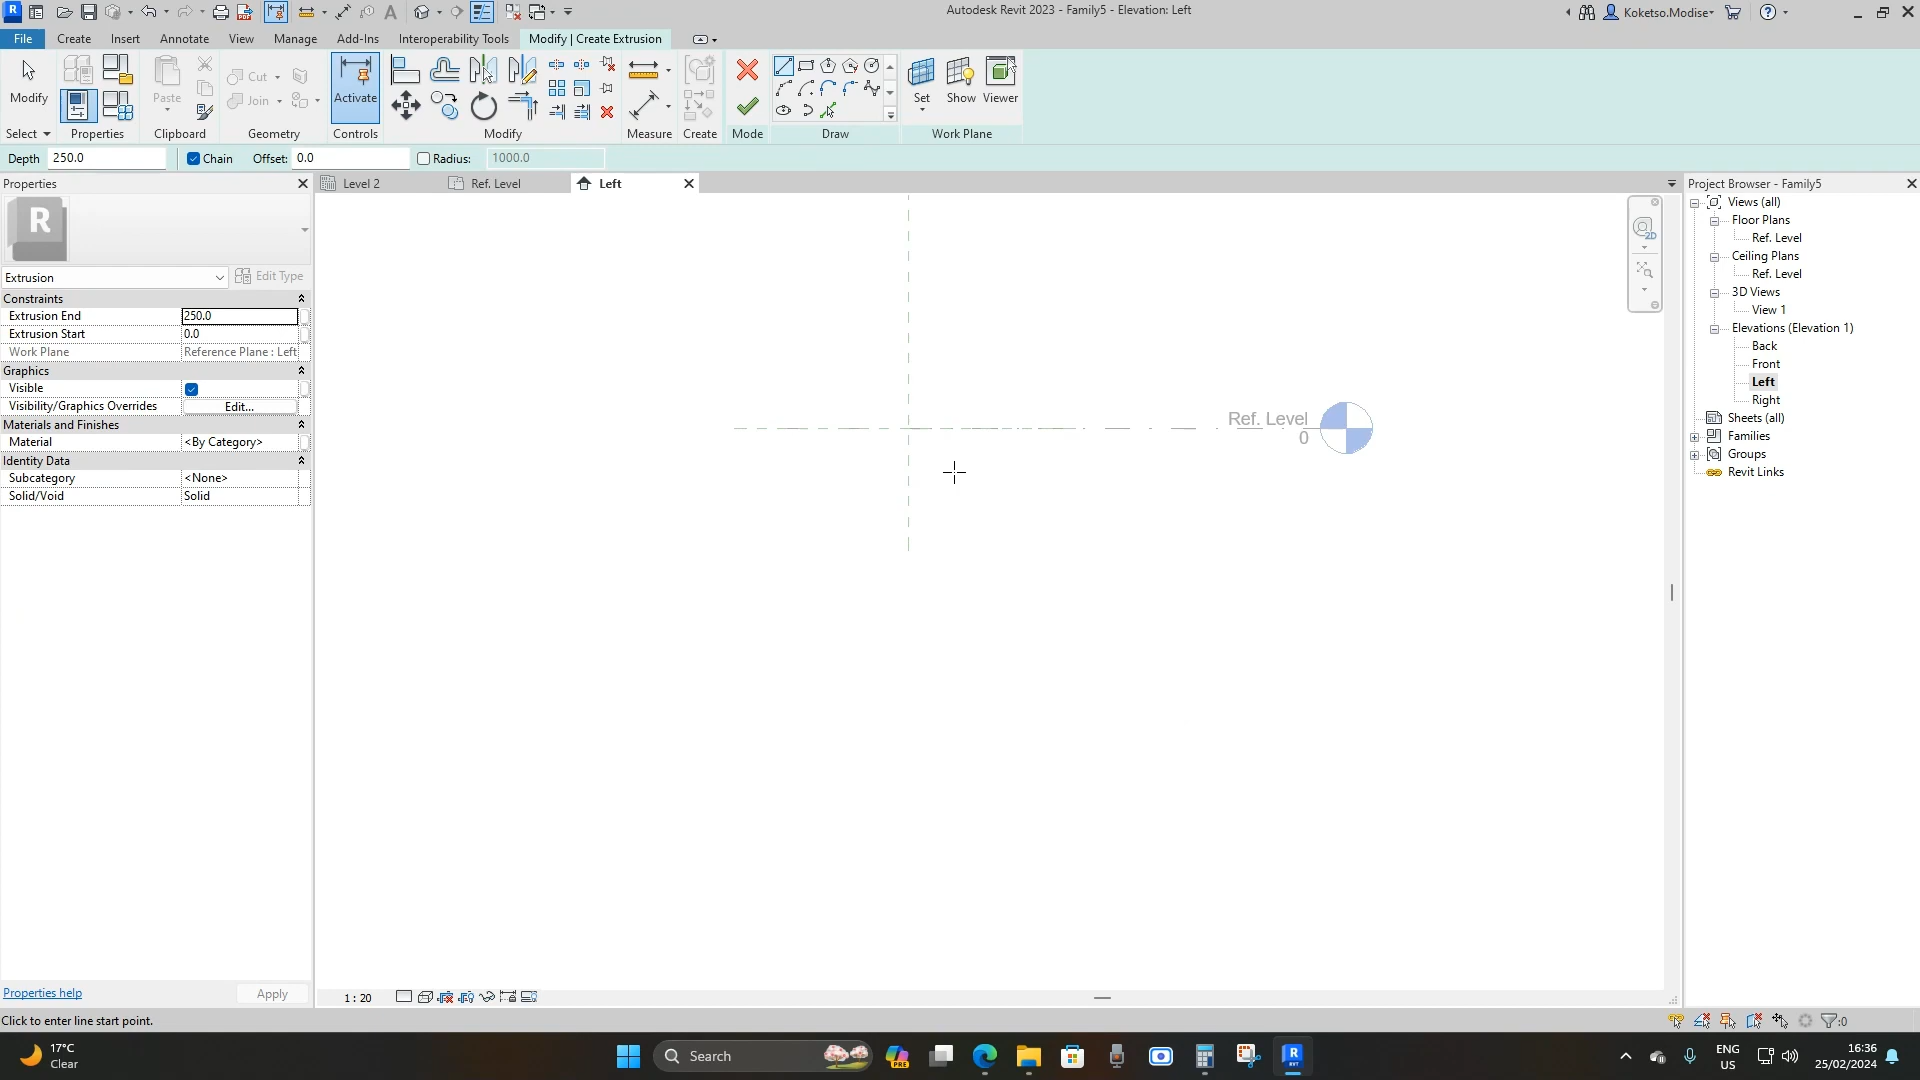 Autodesk Revit 2023 - Family5 - Elevation: Left
Koketso.Modise
File Create Insert Annotate View Manage Add-Ins Interoperability Tools Modify | Create Extrusion
Modify Paste Cut Join Activate Set Show Viewer
Select Properties Clipboard Geometry Controls Modify Measure Create Mode Draw Work Plane
Depth 250.0 Chain Offset: 0.0 Radius: 1000.0
Properties
Level 2 Ref. Level Left
Project Browser - Family5
R
Extrusion Edit Type
Constraints
Extrusion End 250.0
Extrusion Start 0.0
Work Plane Reference Plane : Left
Graphics
Visible
Visibility/Graphics Overrides Edit...
Materials and Finishes
Material <By Category>
Identity Data
Subcategory <None>
Solid/Void Solid
2D
Ref. Level
0
Views (all)
Floor Plans
Ref. Level
Ceiling Plans
Ref. Level
3D Views
View 1
Elevations (Elevation 1)
Back
Front
Left
Right
Sheets (all)
Families
Groups
Revit Links
Properties help Apply
1 : 20
Click to enter line start point.
:0
17°C
Clear
Search
PRE
R
RVT
ENG
US
16:36
25/02/2024